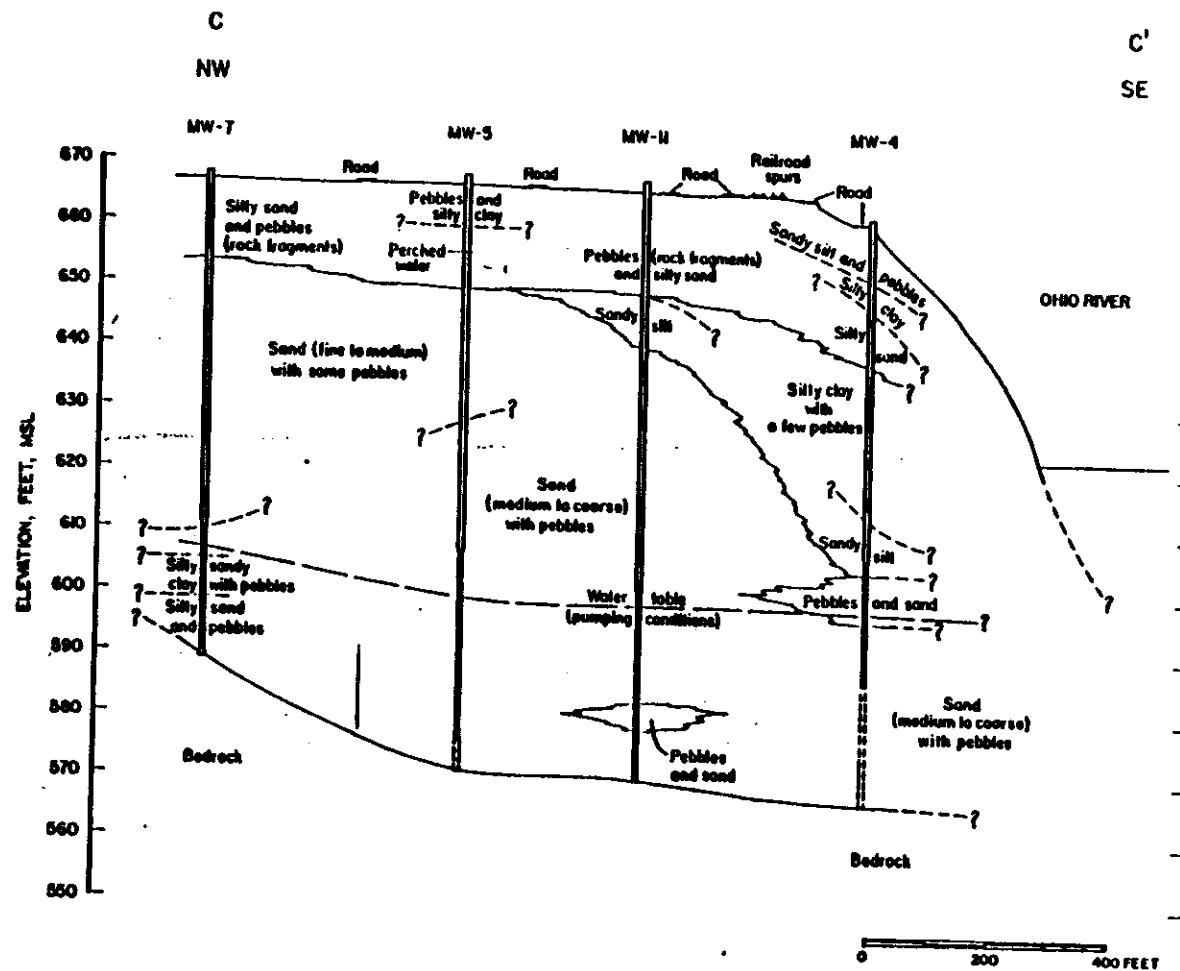 C
NW
C'
SE
MW-7
MW-5
MW-11
MW-4
Road
Road
Road
Railroad
spurs
Road
670
660
650
640
630
620
610
600
590
580
570
560
550
ELEVATION, FEET, MSL
Silty sand
and pebbles
(rock fragments)
Pebbles and
silty clay
?
?
Perched
water
Pebbles (rock fragments)
and silty sand
Sandy silt and pebbles
?
?
Silty clay
?
?
Silty sand
?
OHIO RIVER
Sandy silt
?
Sand (fine to medium)
with some pebbles
Silty clay
with
a few pebbles
?
?
Sand
(medium to coarse)
with pebbles
?
?
Sandy silt
?
?
?
?
Silty sandy
clay with pebbles
?
Silty sand
and pebbles
?
Water table
(pumping conditions)
Pebbles and sand
?
?
?
?
Pebbles
and sand
Sand
(medium to coarse)
with pebbles
Bedrock
?
Bedrock
0
200
400 FEET